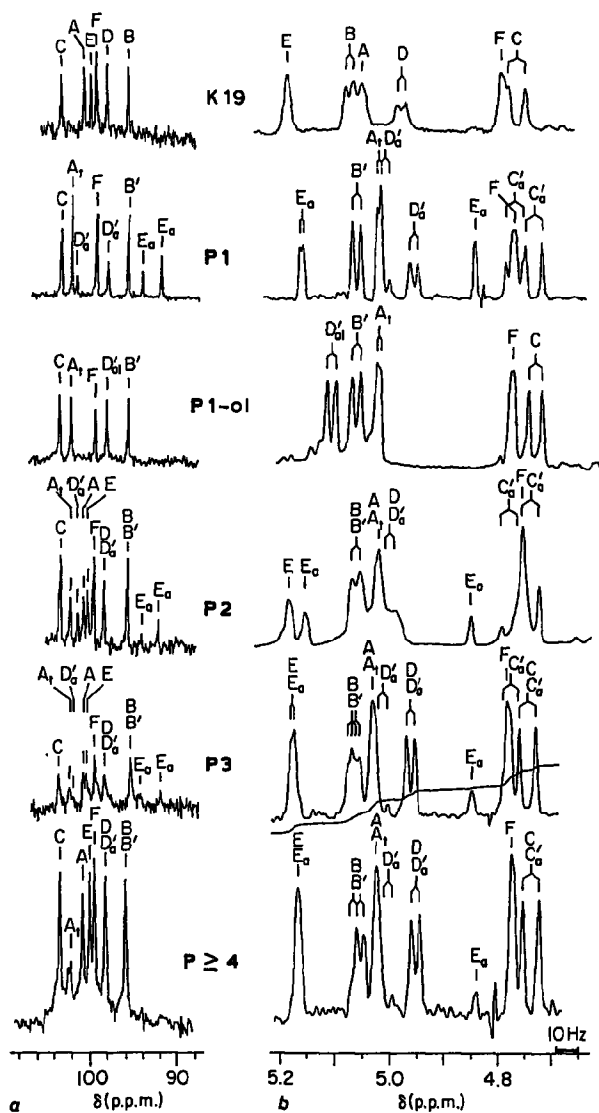 C A E F D B K19 E B A D F C
C A₁ D'ₐ F D'ₐ B' Eₐ Eₐ P1 Eₐ B' A₁ D'ₐ D'ₐ Eₐ F C'ₐ C'ₐ
C A₁ F D'ₐₗ B' P1-ol D'ₐₗ B' A₁ F C
A₁ D'ₐ A E
C F D D'ₐ B B' Eₐ Eₐ P2 E Eₐ B B' A A₁ D D'ₐ Eₐ C'ₐ F C'ₐ
A₁ D'ₐ A E
C F D D'ₐ B B' Eₐ Eₐ P3 E Eₐ B B' A A₁ D'ₐ D D'ₐ Eₐ F C'ₐ C C'ₐ
C A₁ A E F D D'ₐ B B' P ≥ 4 E Eₐ B B' A A₁ D'ₐ D D'ₐ Eₐ F C C'ₐ
10 Hz
100 90 5.2 5.0 4.8
a δ(p.p.m.) b δ(p.p.m.)